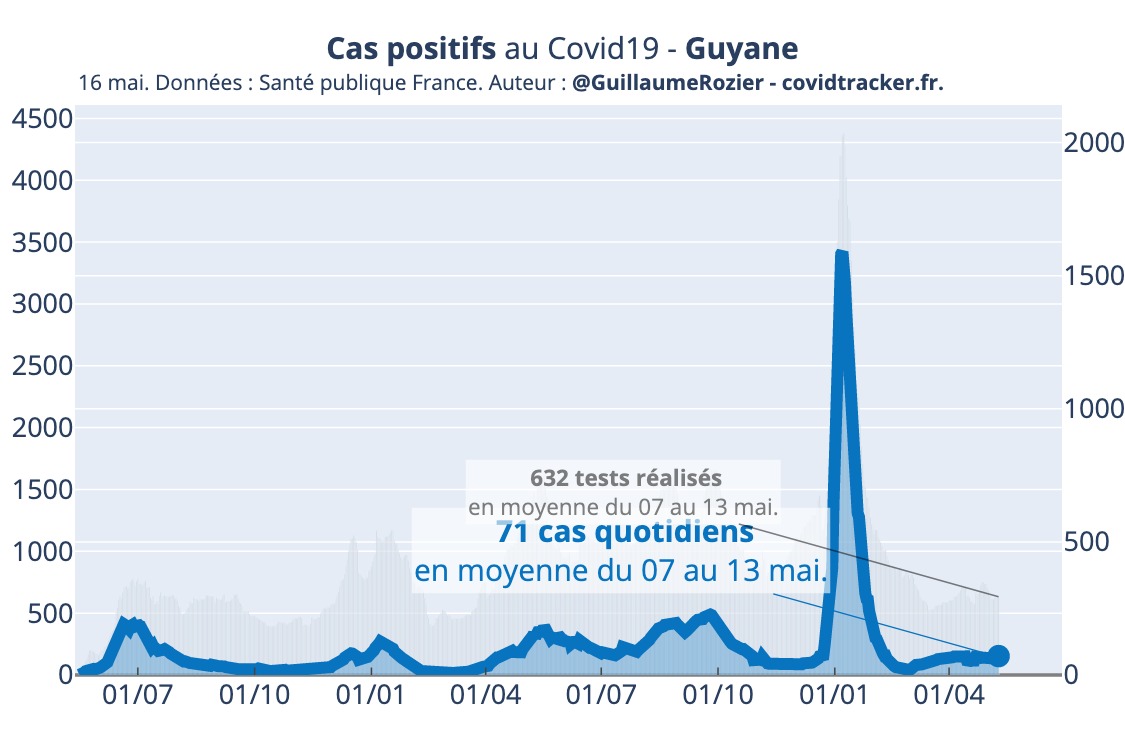 Cas positifs au Covid19 - Guyane
16 mai. Données : Santé publique France. Auteur : @GuillaumeRozier - covidtracker.fr.
4500
4000
3500
3000
2500
2000
1500
1000
500
0
2000
1500
1000
500
0
632 tests réalisés
en moyenne du 07 au 13 mai.
71 cas quotidiens
en moyenne du 07 au 13 mai.
01/07 01/10 01/01 01/04 01/07 01/10 01/01 01/04